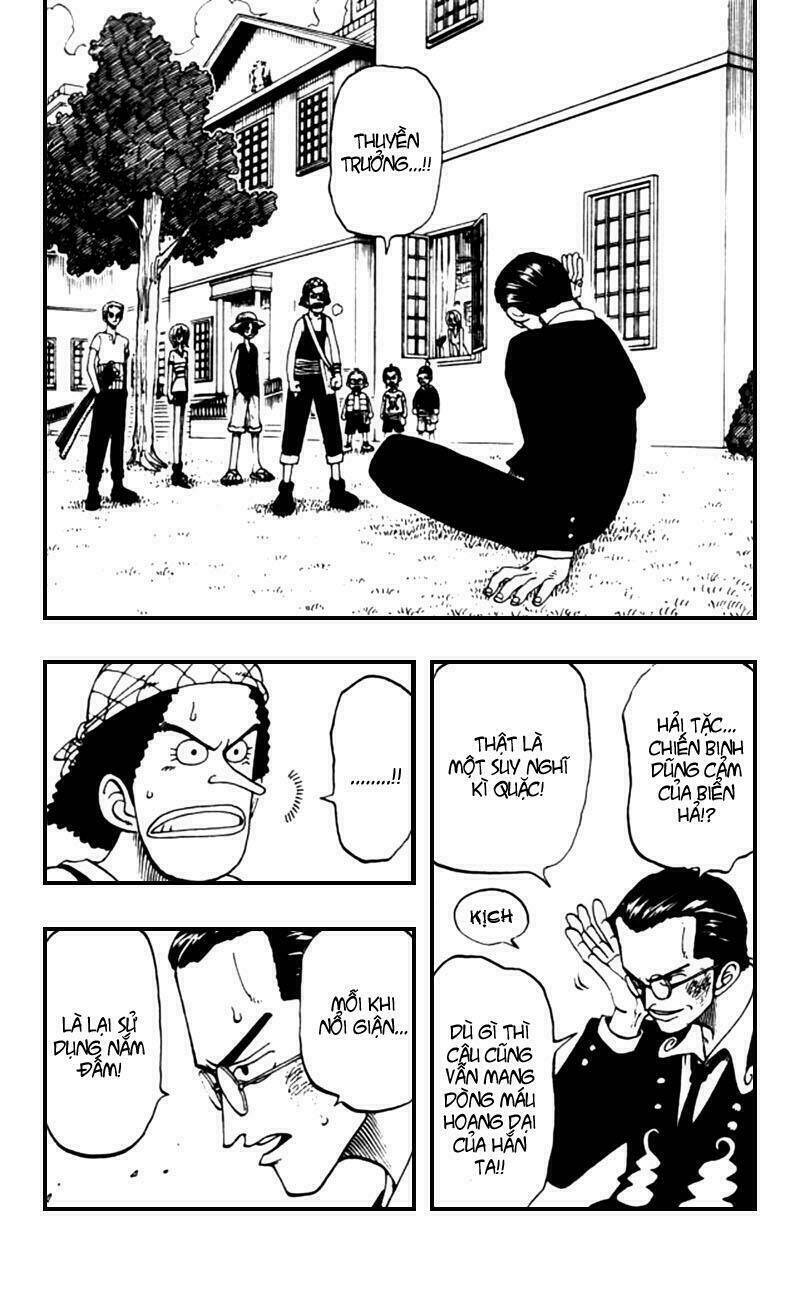 THUYỀN
TRƯỞNG...!!
HẢI TẶC...
CHIẾN BINH
DŨNG CẢM
CỦA BIỂN
HẢ!?
THẬT LÀ
MỘT SUY NGHĨ
KÌ QUẶC!
KỊCH
DÙ GÌ THÌ
CẬU CŨNG
VẪN MANG
DÒNG MÁU
HOANG DẠI
CỦA HẮN
TA!!
.........!!
MỖI KHI
NỔI GIẬN...
LÀ LẠI SỬ
DỤNG NẮM
ĐẤM!